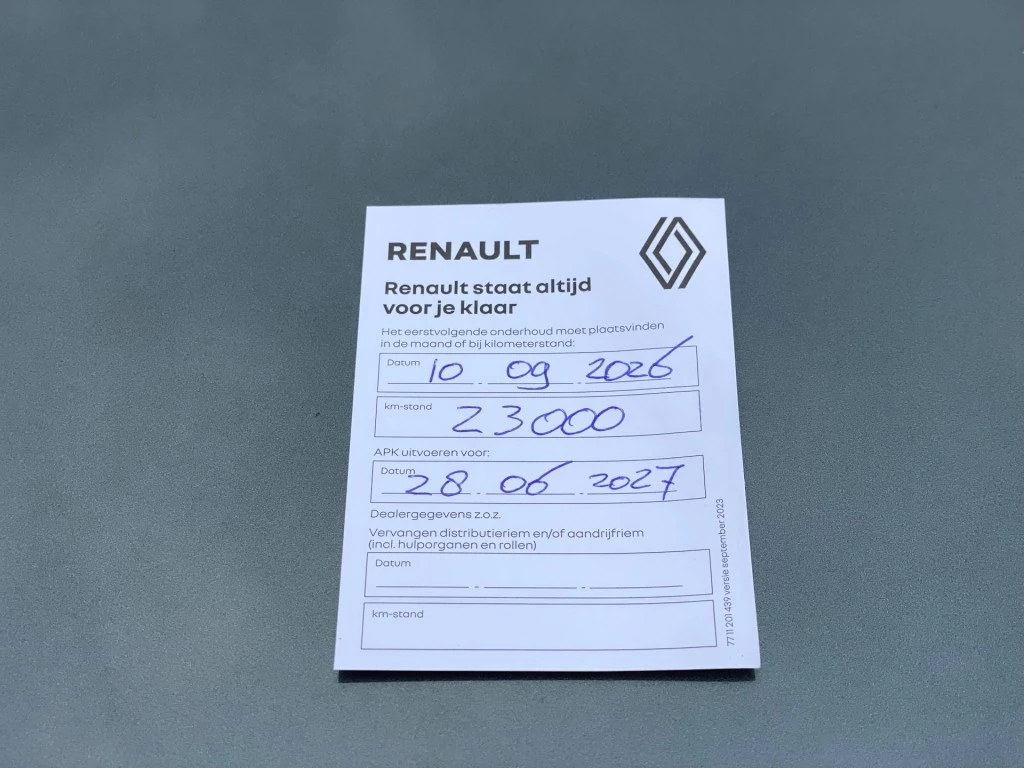 RENAULT
Renault staat altijd
voor je klaar
Het eerstvolgende onderhoud moet plaatsvinden
in de maand of bij kilometerstand:
Datum 10 . 09 . 2026
km-stand 23000
APK uitvoeren voor:
Datum 28 . 06 . 2027
Dealergegevens z.o.z.
Vervangen distributieriem en/of aandrijfriem
(incl. hulporganen en rollen)
Datum
km-stand
77 11 201 439 versie september 2023